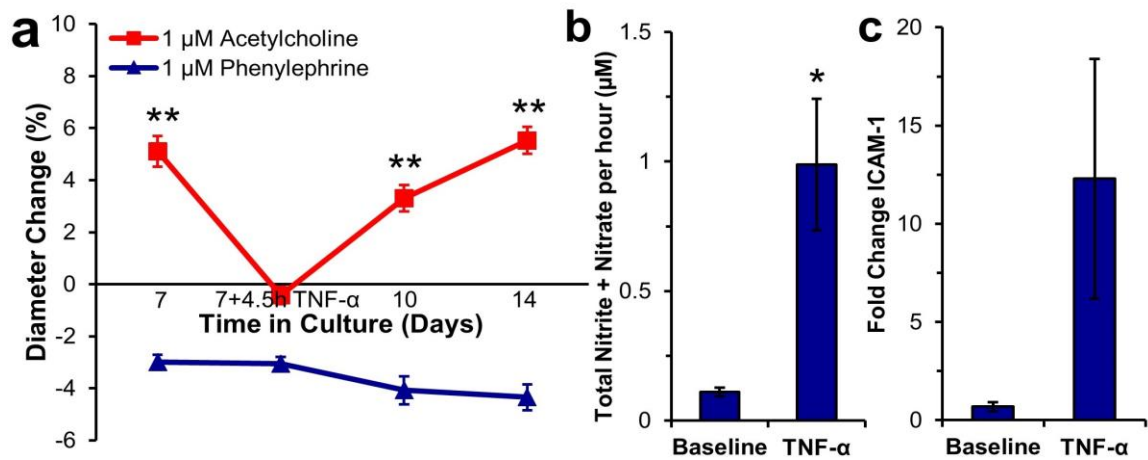 a
1 µM Acetylcholine
1 µM Phenylephrine
Diameter Change (%)
10
8
6
4
2
0
-2
-4
-6
**
**
**
7
7+4.5h TNF-α
10
14
Time in Culture (Days)
b
Total Nitrite + Nitrate per hour (µM)
1.5
1
0.5
0
*
Baseline
TNF-α
c
Fold Change ICAM-1
20
15
10
5
0
Baseline
TNF-α